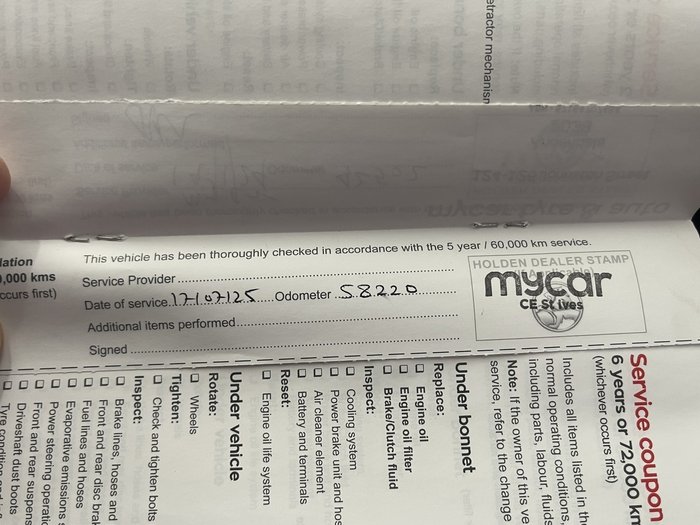 etractor mechanism
lation
0,000 kms
ccurs first)
This vehicle has been thoroughly checked in accordance with the 5 year / 60,000 km service.
Service Provider
Date of service 17/07/25 Odometer 58220
Additional items performed
Signed
HOLDEN DEALER STAMP
mycar
CE St Ives
Service coupon
6 years or 72,000 km
(whichever occurs first)
Includes all items listed in the
normal operating conditions
including parts, labour, fluids
Note: If the owner of this ve
service, refer to the change
Under bonnet
Replace:
☐ Engine oil
☐ Engine oil filter
☐ Brake/Clutch fluid
Inspect:
☐ Cooling system
☐ Power brake unit and hos
☐ Air cleaner element
☐ Battery and terminals
Reset:
☐ Engine oil life system
Under vehicle
Rotate:
☐ Wheels
Tighten:
☐ Check and tighten bolts
Inspect:
☐ Brake lines, hoses and
☐ Front and rear disc brak
☐ Fuel lines and hoses
☐ Evaporative emissions s
☐ Power steering operatio
☐ Front and rear suspens
☐ Driveshaft dust boots
☐ Tyre condition and